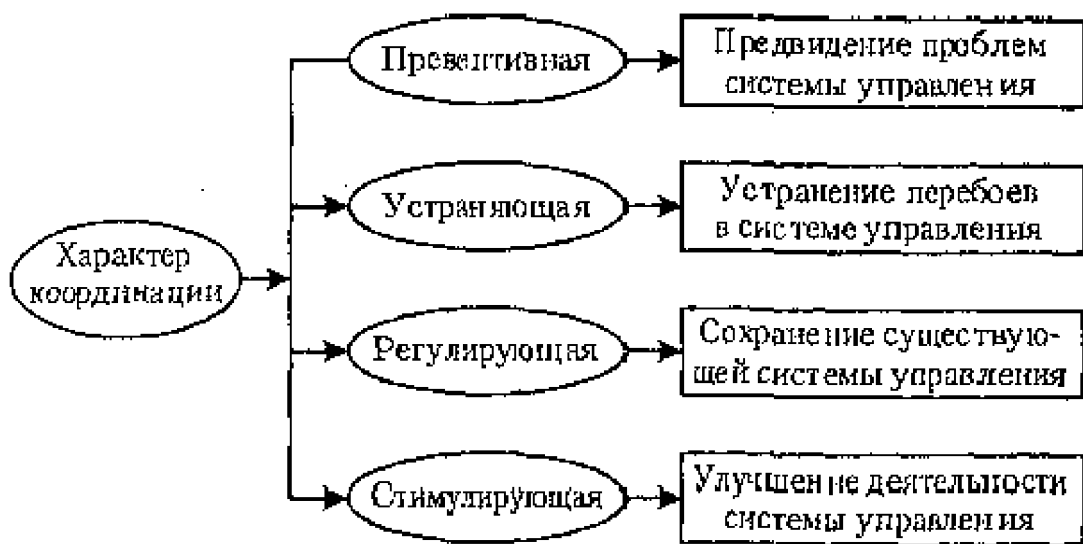 Превентивная
Предвидение проблем
системы управления
Устраняющая
Устранение перебоев
в системе управления
Характер
координации
Регулирующая
Сохранение существую-
щей системы управления
Стимулирующая
Улучшение деятельности
системы управления